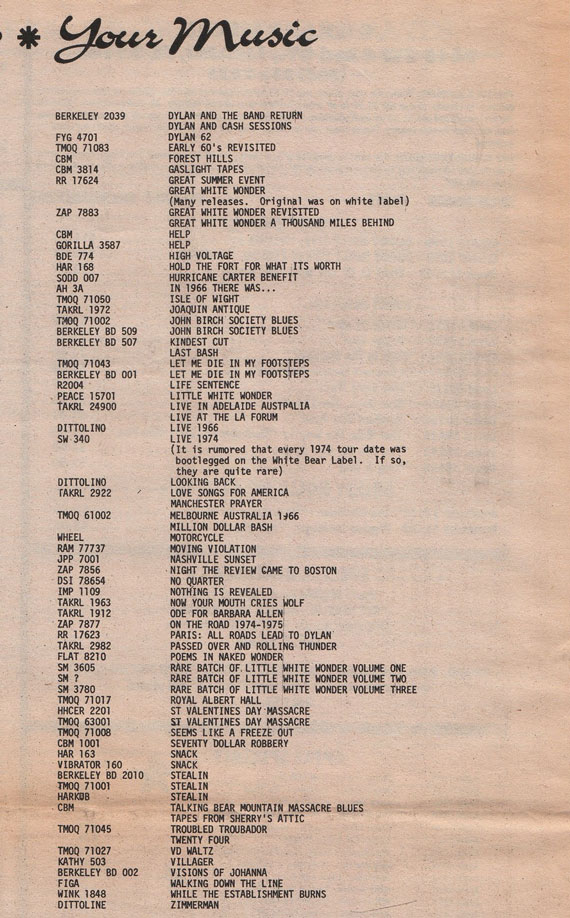 * Your Music
BERKELEY 2039 DYLAN AND THE BAND RETURN
DYLAN AND CASH SESSIONS
FYG 4701 DYLAN 62
TMOQ 71083 EARLY 60's REVISITED
CBM FOREST HILLS
CBM 3814 GASLIGHT TAPES
RR 17624 GREAT SUMMER EVENT
GREAT WHITE WONDER
(Many releases. Original was on white label)
ZAP 7883 GREAT WHITE WONDER REVISITED
GREAT WHITE WONDER A THOUSAND MILES BEHIND
CBM HELP
GORILLA 3587 HELP
BDE 774 HIGH VOLTAGE
HAR 168 HOLD THE FORT FOR WHAT ITS WORTH
SODD 007 HURRICANE CARTER BENEFIT
AH 3A IN 1966 THERE WAS...
TMOQ 71050 ISLE OF WIGHT
TAKRL 1972 JOAQUIN ANTIQUE
TMOQ 71002 JOHN BIRCH SOCIETY BLUES
BERKELEY BD 509 JOHN BIRCH SOCIETY BLUES
BERKELEY BD 507 KINDEST CUT
LAST BASH
TMOQ 71043 LET ME DIE IN MY FOOTSTEPS
BERKELEY BD 001 LET ME DIE IN MY FOOTSTEPS
R2004 LIFE SENTENCE
PEACE 15701 LITTLE WHITE WONDER
TAKRL 24900 LIVE IN ADELAIDE AUSTRALIA
LIVE AT THE LA FORUM
DITTOLINO LIVE 1966
SW 340 LIVE 1974
(It is rumored that every 1974 tour date was
bootlegged on the White Bear Label. If so,
they are quite rare)
DITTOLINO LOOKING BACK
TAKRL 2922 LOVE SONGS FOR AMERICA
MANCHESTER PRAYER
TMOQ 61002 MELBOURNE AUSTRALIA 1966
MILLION DOLLAR BASH
WHEEL MOTORCYCLE
RAM 77737 MOVING VIOLATION
JPP 7001 NASHVILLE SUNSET
ZAP 7856 NIGHT THE REVIEW CAME TO BOSTON
DSI 78654 NO QUARTER
IMP 1109 NOTHING IS REVEALED
TAKRL 1963 NOW YOUR MOUTH CRIES WOLF
TAKRL 1912 ODE FOR BARBARA ALLEN
ZAP 7877 ON THE ROAD 1974-1975
RR 17623 PARIS: ALL ROADS LEAD TO DYLAN
TAKRL 2982 PASSED OVER AND ROLLING THUNDER
FLAT 8210 POEMS IN NAKED WONDER
SM 3605 RARE BATCH OF LITTLE WHITE WONDER VOLUME ONE
SM ? RARE BATCH OF LITTLE WHITE WONDER VOLUME TWO
SM 3780 RARE BATCH OF LITTLE WHITE WONDER VOLUME THREE
TMOQ 71017 ROYAL ALBERT HALL
HHCER 2201 ST VALENTINES DAY MASSACRE
TMOQ 63001 ST VALENTINES DAY MASSACRE
TMOQ 71008 SEEMS LIKE A FREEZE OUT
CBM 1001 SEVENTY DOLLAR ROBBERY
HAR 163 SNACK
VIBRATOR 160 SNACK
BERKELEY BD 2010 STEALIN
TMOQ 71001 STEALIN
HARKUB STEALIN
CBM TALKING BEAR MOUNTAIN MASSACRE BLUES
TAPES FROM SHERRY'S ATTIC
TMOQ 71045 TROUBLED TROUBADOR
TWENTY FOUR
TMOQ 71027 VD WALTZ
KATHY 503 VILLAGER
BERKELEY BD 002 VISIONS OF JOHANNA
FIGA WALKING DOWN THE LINE
WINK 1848 WHILE THE ESTABLISHMENT BURNS
DITTOLINE ZIMMERMAN